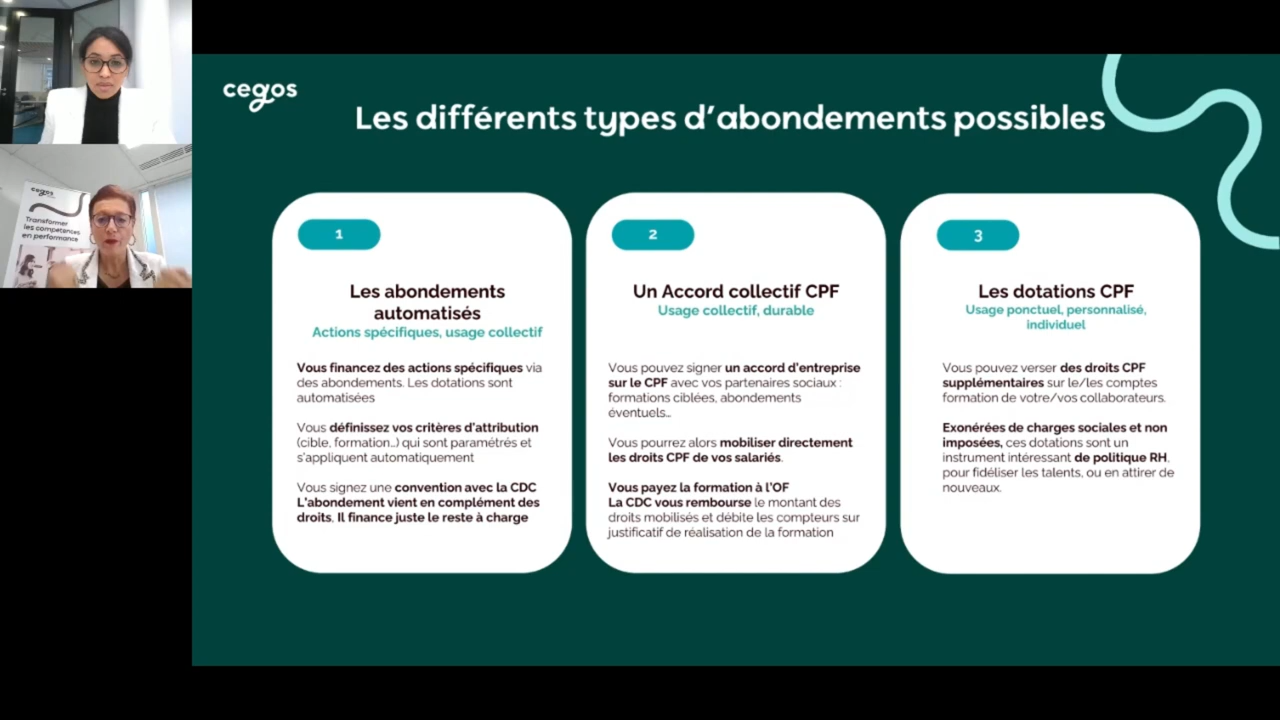 cegos
Transformer
les compétences
en performance
cegos
Les différents types d'abondements possibles
1
Les abondements
automatisés
Actions spécifiques, usage collectif
Vous financez des actions spécifiques via
des abondements. Les dotations sont
automatisées
Vous définissez vos critères d'attribution
(cible, formation…) qui sont paramétrés et
s'appliquent automatiquement
Vous signez une convention avec la CDC
L'abondement vient en complément des
droits. Il finance juste le reste à charge
2
Un Accord collectif CPF
Usage collectif, durable
Vous pouvez signer un accord d'entreprise
sur le CPF avec vos partenaires sociaux :
formations ciblées, abondements
éventuels…
Vous pourrez alors mobiliser directement
les droits CPF de vos salariés.
Vous payez la formation à l'OF
La CDC vous rembourse le montant des
droits mobilisés et débite les compteurs sur
justificatif de réalisation de la formation
3
Les dotations CPF
Usage ponctuel, personnalisé,
individuel
Vous pouvez verser des droits CPF
supplémentaires sur le/les comptes
formation de votre/vos collaborateurs.
Exonérées de charges sociales et non
imposées, ces dotations sont un
instrument intéressant de politique RH,
pour fidéliser les talents, ou en attirer de
nouveaux.